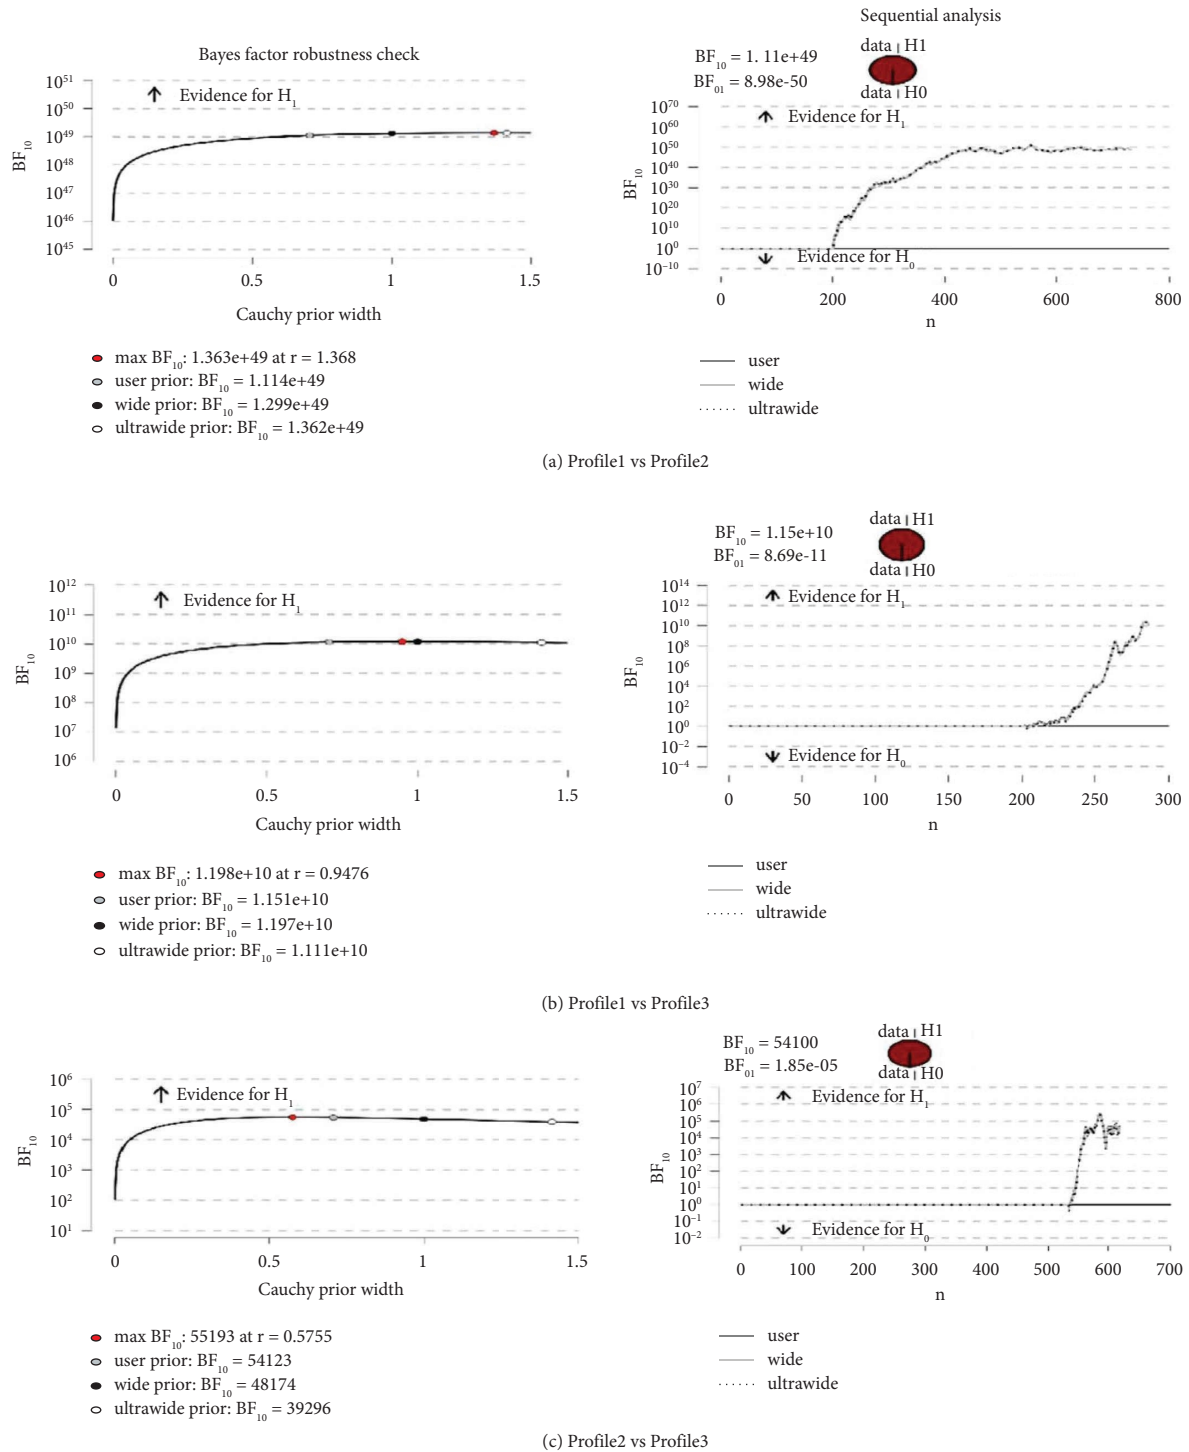 Bayes factor robustness check
10^51
10^50
10^49
10^48
10^47
10^46
10^45
BF10
Evidence for H1
0 0.5 1 1.5
Cauchy prior width
max BF10: 1.363e+49 at r = 1.368
user prior: BF10 = 1.114e+49
wide prior: BF10 = 1.299e+49
ultrawide prior: BF10 = 1.362e+49
Sequential analysis
BF10 = 1. 11e+49
BF01 = 8.98e-50
data | H1
data | H0
10^70
10^60
10^50
10^40
10^30
10^20
10^10
10^0
10^-10
BF10
Evidence for H1
Evidence for H0
0 200 400 600 800
n
user
wide
ultrawide
(a) Profile1 vs Profile2
10^12
10^11
10^10
10^9
10^8
10^7
10^6
BF10
Evidence for H1
0 0.5 1 1.5
Cauchy prior width
max BF10: 1.198e+10 at r = 0.9476
user prior: BF10 = 1.151e+10
wide prior: BF10 = 1.197e+10
ultrawide prior: BF10 = 1.111e+10
BF10 = 1.15e+10
BF01 = 8.69e-11
data | H1
data | H0
10^14
10^12
10^10
10^8
10^6
10^4
10^2
10^0
10^-2
10^-4
BF10
Evidence for H1
Evidence for H0
0 50 100 150 200 250 300
n
user
wide
ultrawide
(b) Profile1 vs Profile3
10^6
10^5
10^4
10^3
10^2
10^1
BF10
Evidence for H1
0 0.5 1 1.5
Cauchy prior width
max BF10: 55193 at r = 0.5755
user prior: BF10 = 54123
wide prior: BF10 = 48174
ultrawide prior: BF10 = 39296
BF10 = 54100
BF01 = 1.85e-05
data | H1
data | H0
10^7
10^6
10^5
10^4
10^3
10^2
10^1
10^0
10^-1
10^-2
BF10
Evidence for H1
Evidence for H0
0 100 200 300 400 500 600 700
n
user
wide
ultrawide
(c) Profile2 vs Profile3